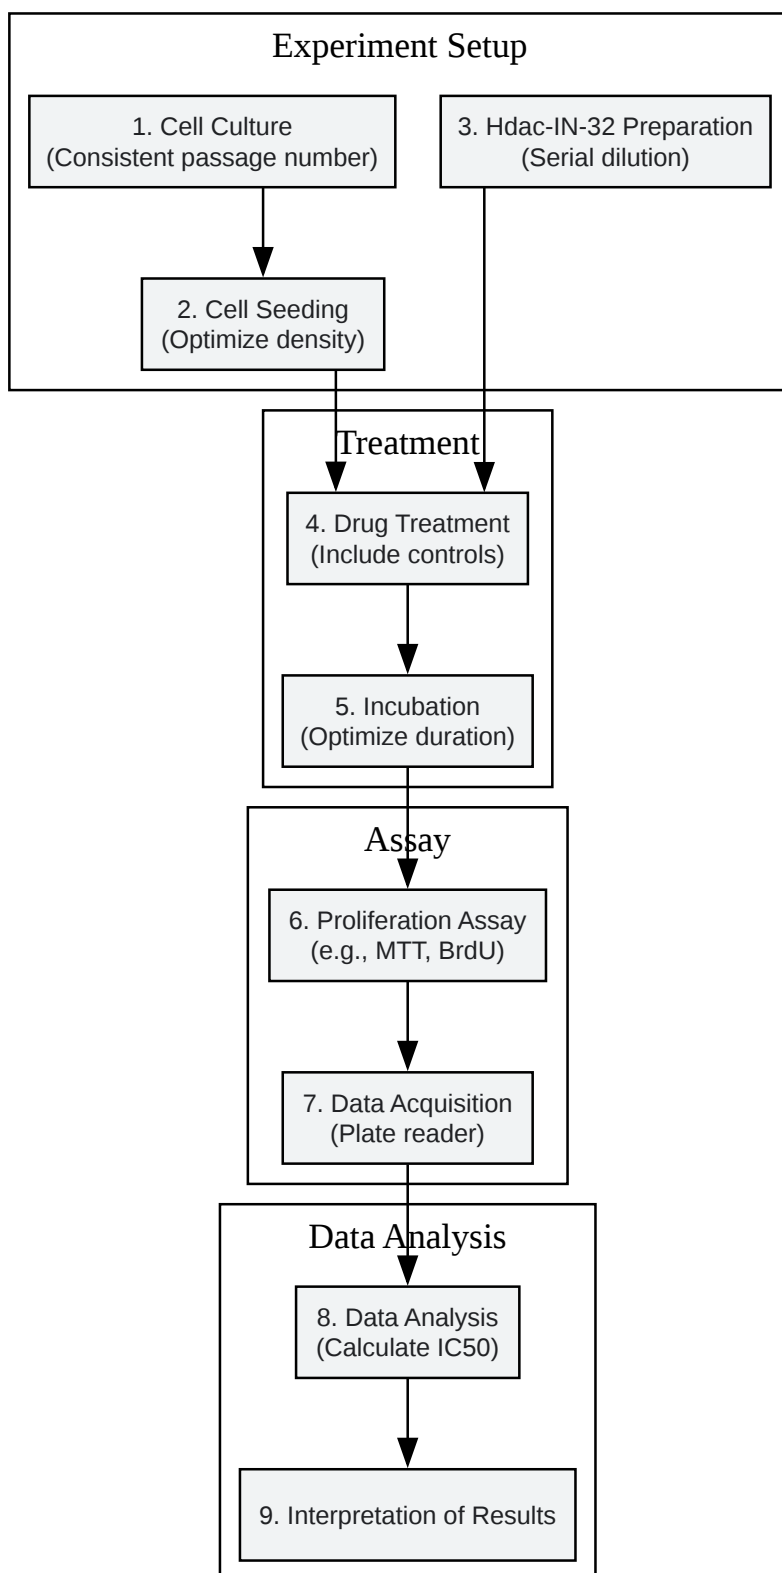 Experiment Setup
1. Cell Culture
(Consistent passage number)
3. Hdac-IN-32 Preparation
(Serial dilution)
2. Cell Seeding
(Optimize density)
Treatment
4. Drug Treatment
(Include controls)
5. Incubation
(Optimize duration)
Assay
6. Proliferation Assay
(e.g., MTT, BrdU)
7. Data Acquisition
(Plate reader)
Data Analysis
8. Data Analysis
(Calculate IC50)
9. Interpretation of Results